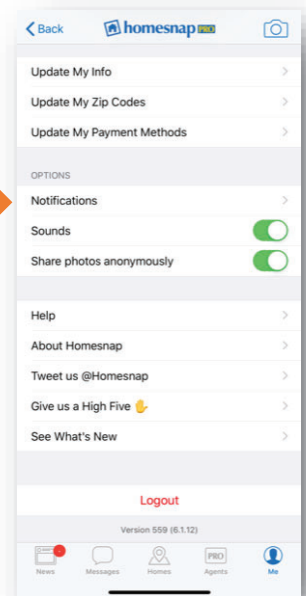 Back
homesnap PRO
Update My Info
Update My Zip Codes
Update My Payment Methods
OPTIONS
Notifications
Sounds
Share photos anonymously
Help
About Homesnap
Tweet us @Homesnap
Give us a High Five ✋
See What's New
Logout
Version 559 (6.1.12)
PRO
News Messages Homes Agents Me